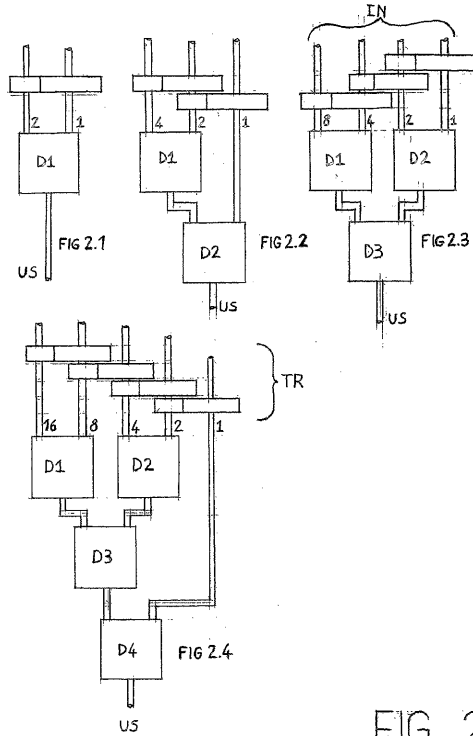 IN
2 1
D1
US
FIG 2.1
4 2 1
D1
D2
US
FIG 2.2
8 4 2 1
D1 D2
D3
US
FIG 2.3
TR
16 8 4 2 1
D1 D2
D3
D4
US
FIG 2.4
FIG 2